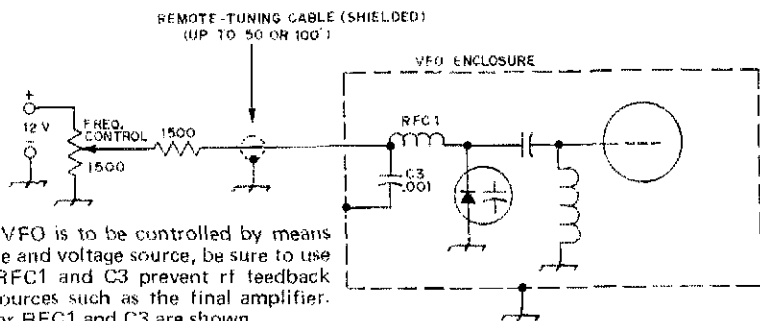 REMOTE-TUNING CABLE (SHIELDED)
(UP TO 50 OR 100')
VFO ENCLOSURE
RFC1
+
12 V
-
FREQ.
CONTROL
1500
1500
C3
.001
VFO is to be controlled by means
e and voltage source, be sure to use
RFC1 and C3 prevent rf feedback
ources such as the final amplifier.
or RFC1 and C3 are shown